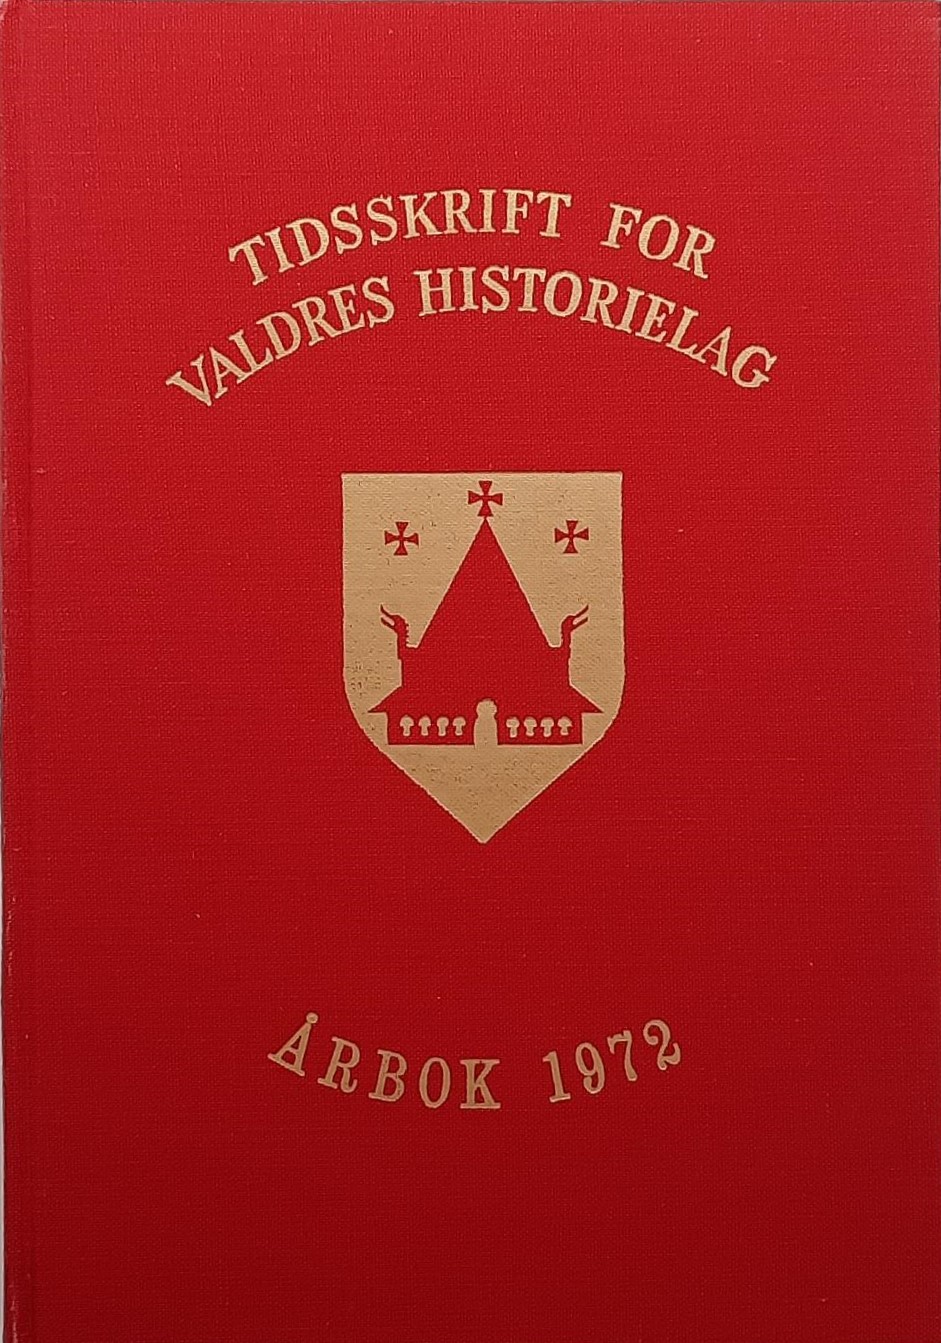 TIDSSKRIFT FOR
VALDRES HISTORIELAG
ÅRBOK 1972